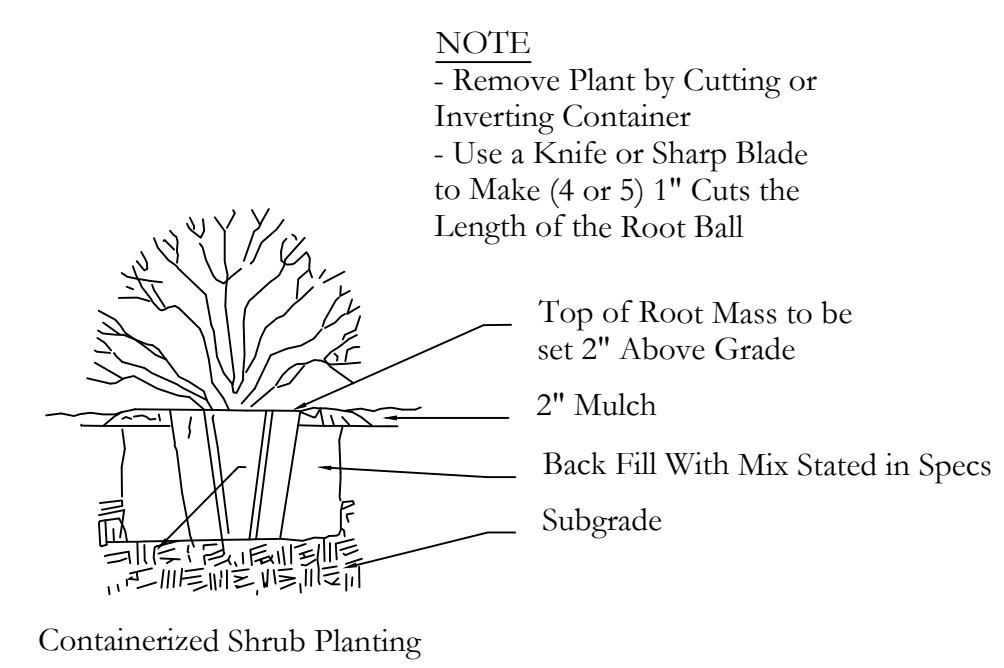 NOTE
- Remove Plant by Cutting or
Inverting Container
- Use a Knife or Sharp Blade
to Make (4 or 5) 1" Cuts the
Length of the Root Ball
Top of Root Mass to be
set 2" Above Grade
2" Mulch
Back Fill With Mix Stated in Specs
Subgrade
Containerized Shrub Planting